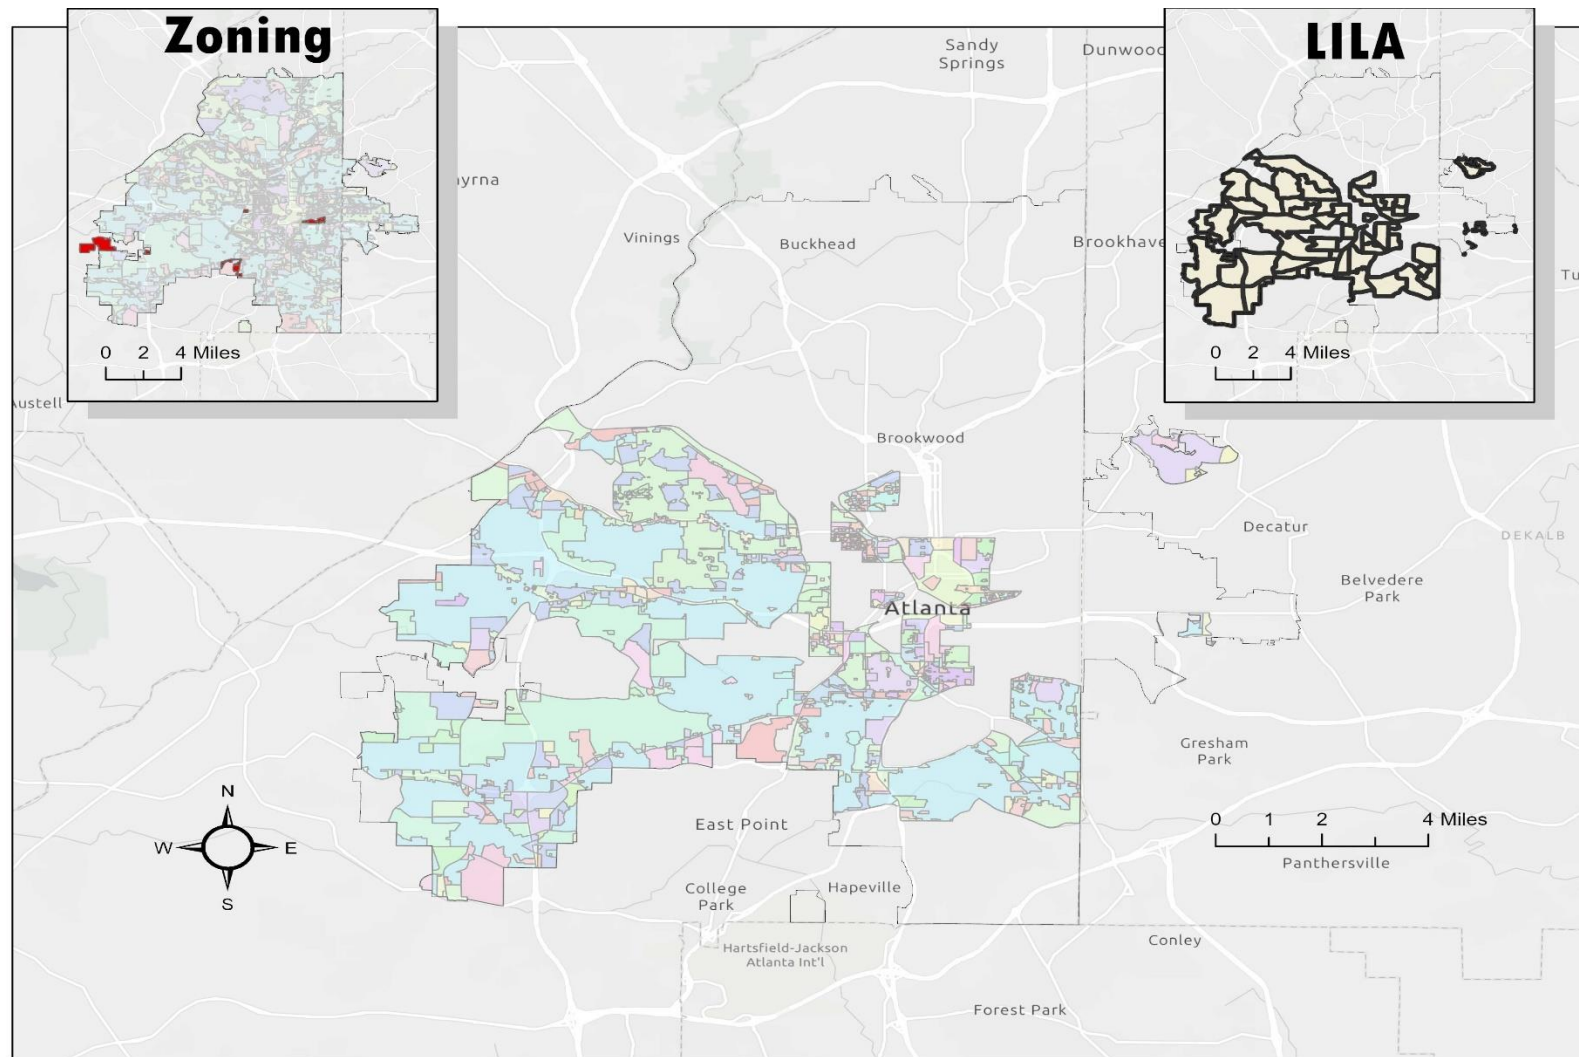 Zoning
0 2 4 Miles
LILA
0 2 4 Miles
Sandy
Springs
Dunwood
yrna
Vinings
Buckhead
Brookhave
Tu
Austell
Brookwood
Decatur
DEKALB
Belvedere
Park
Atlanta
Gresham
Park
N
W E
S
East Point
0 1 2 4 Miles
Panthersville
College
Park
Hapeville
Hartsfield-Jackson
Atlanta Int'l
Conley
Forest Park